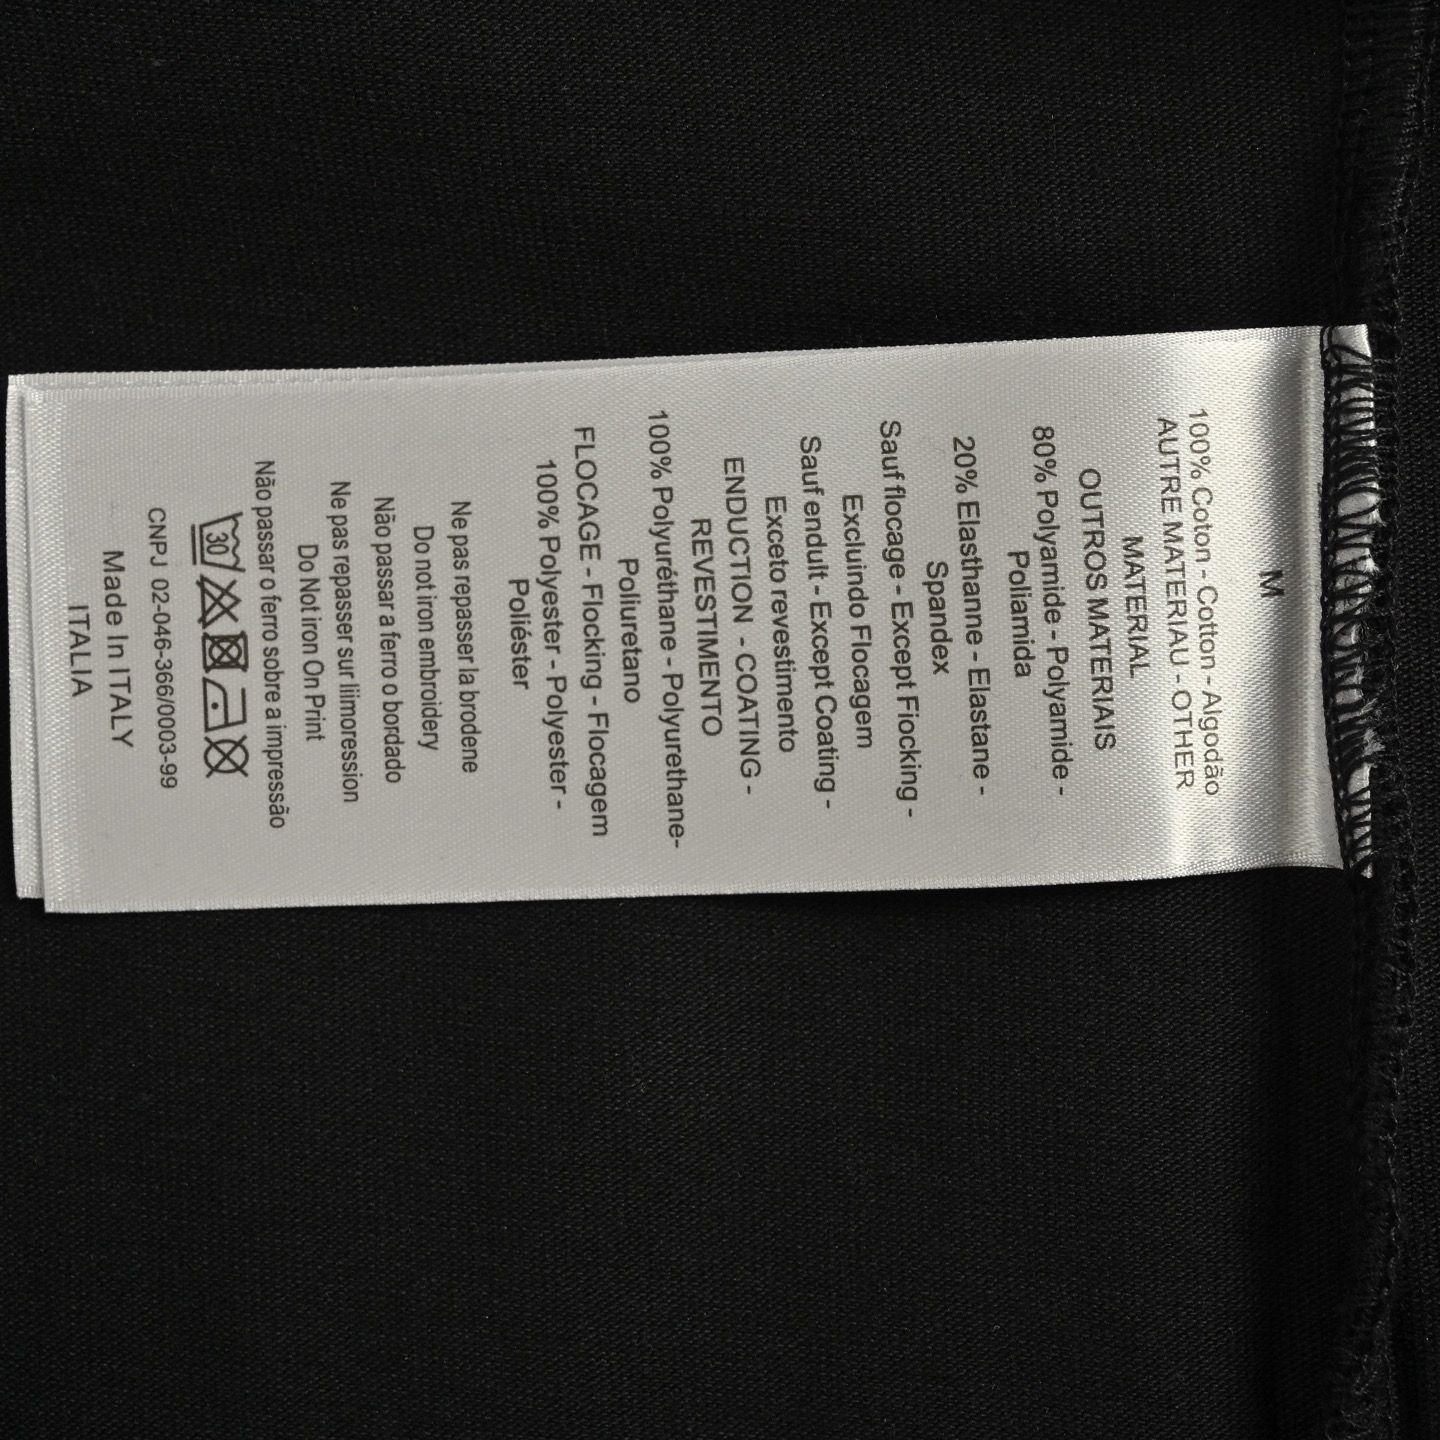 M
100% Coton - Cotton - Algodão
AUTRE MATERIAU - OTHER
MATERIAL
OUTROS MATERIAIS
80% Polyamide - Polyamide -
Poliamida
20% Elasthanne - Elastane -
Spandex
Sauf flocage - Except Fiocking -
Excluindo Flocagem
Sauf endult - Except Coating -
Exceto revestimento
ENDUCTION - COATING -
REVESTIMENTO
100% Polyuréthane - Polyurethane-
Poliuretano
FLOCAGE - Flocking - Flocagem
100% Polyester - Polyester -
Poliéster
Ne pas repasser la brodene
Do not iron embroidery
Não passar a ferro o bordado
Ne pas repasser sur liimoression
Do Not iron On Print
Não passar o ferro sobre a impressão
30
CNPJ 02-046-366/0003-99
Made In ITALY
ITALIA